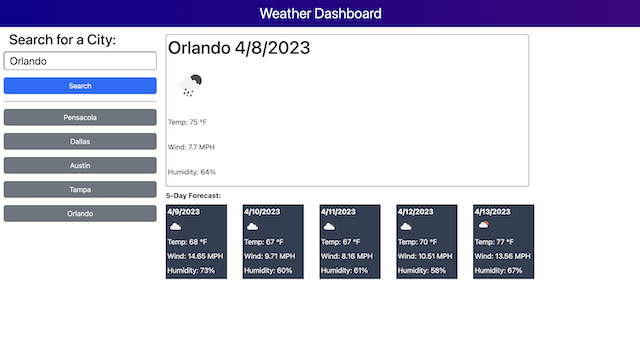 Weather Dashboard
Search for a City:
Orlando
Search
Pensacola
Dallas
Austin
Tampa
Orlando
Orlando 4/8/2023
Temp: 75 °F
Wind: 7.7 MPH
Humidity: 64%
5-Day Forecast:
4/9/2023
Temp: 68 °F
Wind: 14.65 MPH
Humidity: 73%
4/10/2023
Temp: 67 °F
Wind: 9.71 MPH
Humidity: 60%
4/11/2023
Temp: 67 °F
Wind: 8.16 MPH
Humidity: 61%
4/12/2023
Temp: 70 °F
Wind: 10.51 MPH
Humidity: 58%
4/13/2023
Temp: 77 °F
Wind: 13.56 MPH
Humidity: 67%